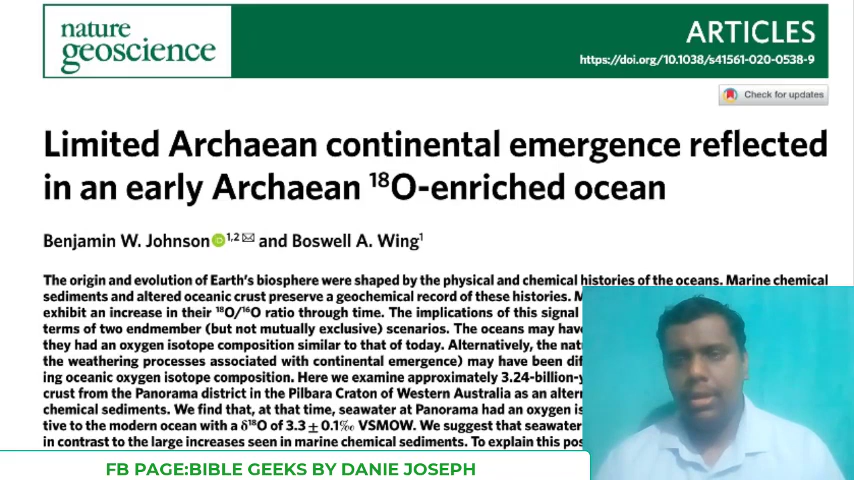 nature
geoscience
ARTICLES
https://doi.org/10.1038/s41561-020-0538-9
Check for updates
Limited Archaean continental emergence reflected
in an early Archaean ¹⁸O-enriched ocean
Benjamin W. Johnson 1,2 and Boswell A. Wing1
The origin and evolution of Earth's biosphere were shaped by the physical and chemical histories of the oceans. Marine chemical
sediments and altered oceanic crust preserve a geochemical record of these histories.
exhibit an increase in their ¹⁸O/¹⁶O ratio through time. The implications of this signal
terms of two endmember (but not mutually exclusive) scenarios. The oceans may have
they had an oxygen isotope composition similar to that of today. Alternatively, the
the weathering processes associated with continental emergence) may have been
ing oceanic oxygen isotope composition. Here we examine approximately 3.24-billion-
crust from the Panorama district in the Pilbara Craton of Western Australia as an
chemical sediments. We find that, at that time, seawater at Panorama had an oxygen
tive to the modern ocean with a δ¹⁸O of 3.3 ± 0.1‰ VSMOW. We suggest that
in contrast to the large increases seen in marine chemical sediments. To explain this
FB PAGE:BIBLE GEEKS BY DANIE JOSEPH